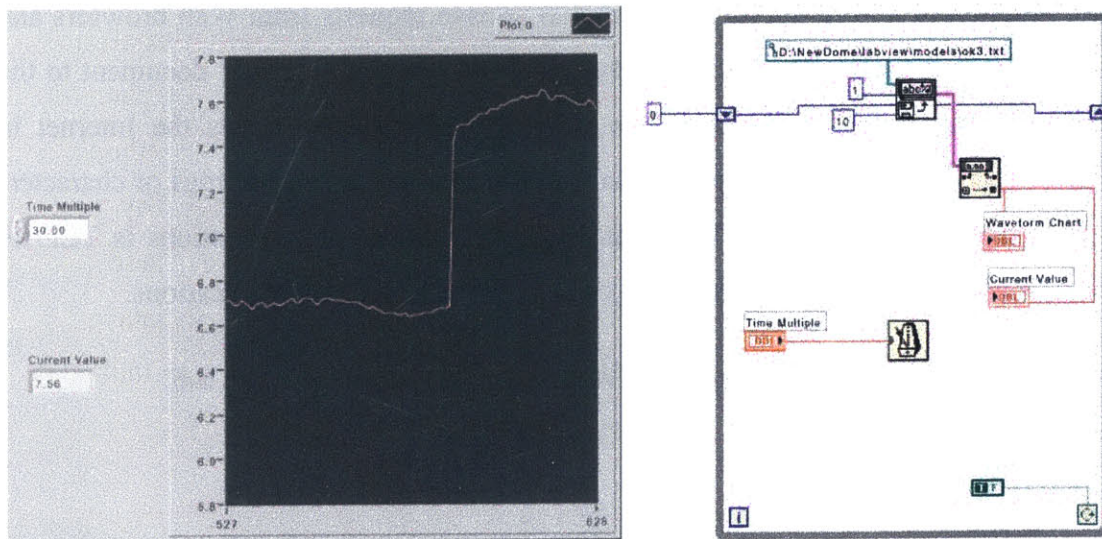 Plot 0
7.8
7.6
7.4
7.2
7.0
6.8
6.6
6.4
6.2
6.0
5.8
527
628
Time Multiple
30.00
Current Value
7.56
D:\NewDome\labview\models\ok3.txt
1
0
10
Waveform Chart
DBL
Current Value
DBL
Time Multiple
DBL
T F
i